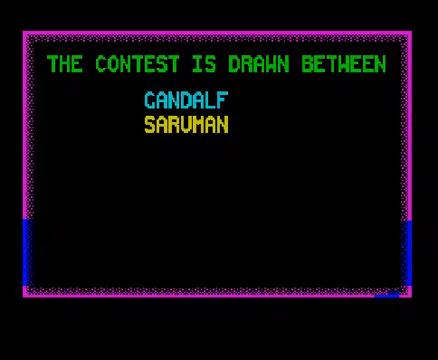 THE CONTEST IS DRAWN BETWEEN
GANDALF
SARUMAN